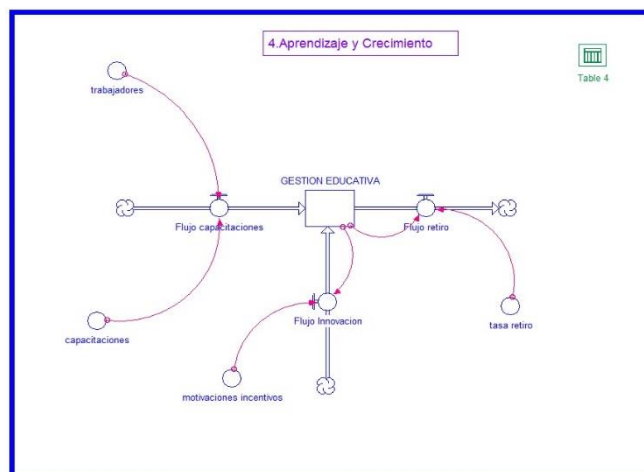 4.Aprendizaje y Crecimiento
Table 4
trabajadores
GESTION EDUCATIVA
Flujo capacitaciones
Flujo retiro
Flujo Innovacion
capacitaciones
tasa retiro
motivaciones incentivos